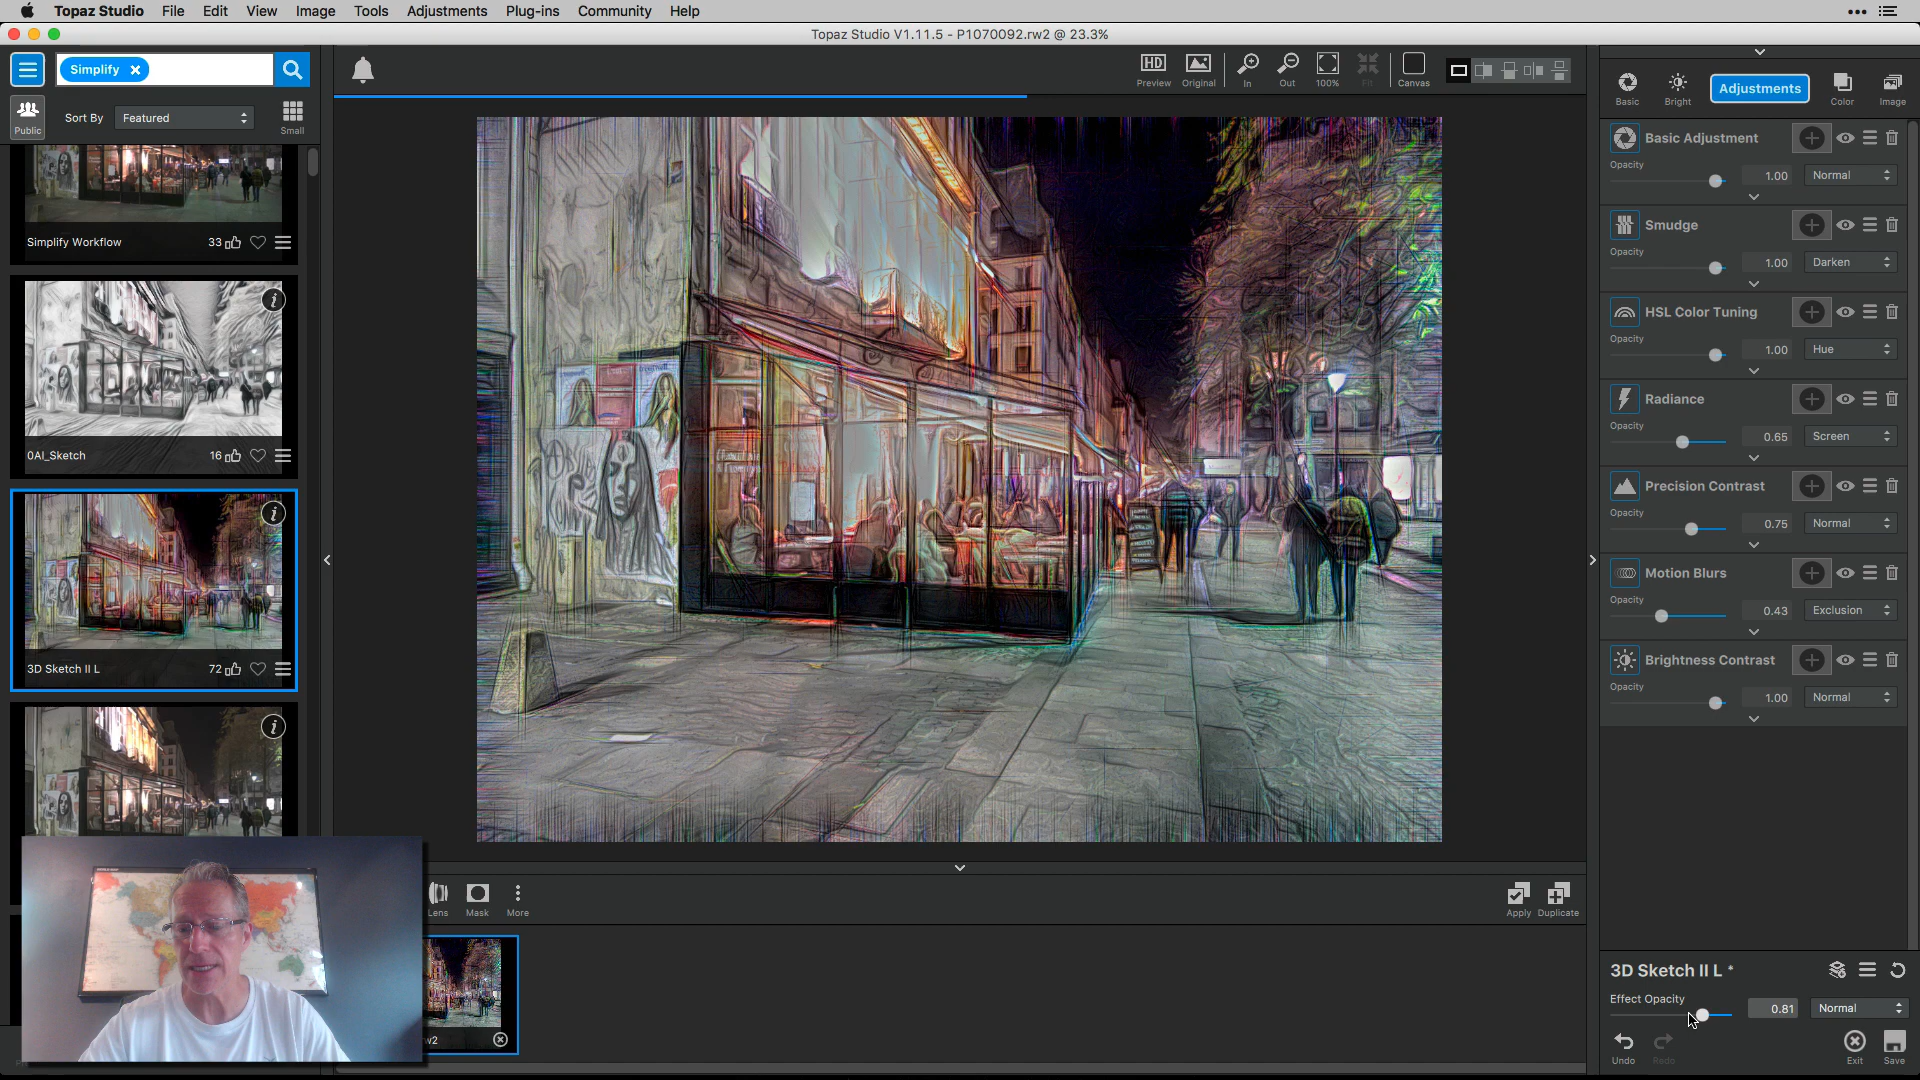 Topaz Studio File Edit View Image Tools Adjustments Plug-ins Community Help
Topaz Studio V1.11.5 - P1070092.rw2 @ 23.3%
Simplify
Public
Sort By
Featured
Small
HD
Preview
Original
In
Out
100%
Fit
Canvas
Basic
Bright
Adjustments
Color
Image
Simplify Workflow 33
0AI_Sketch 16
3D Sketch II L 72
Basic Adjustment
Opacity
1.00
Normal
Smudge
Opacity
1.00
Darken
HSL Color Tuning
Opacity
1.00
Hue
Radiance
Opacity
0.65
Screen
Precision Contrast
Opacity
0.75
Normal
Motion Blurs
Opacity
0.43
Exclusion
Brightness Contrast
Opacity
1.00
Normal
Lens
Mask
More
Apply
Duplicate
w2
3D Sketch II L *
Effect Opacity
0.81
Normal
Undo
Redo
Exit
Save